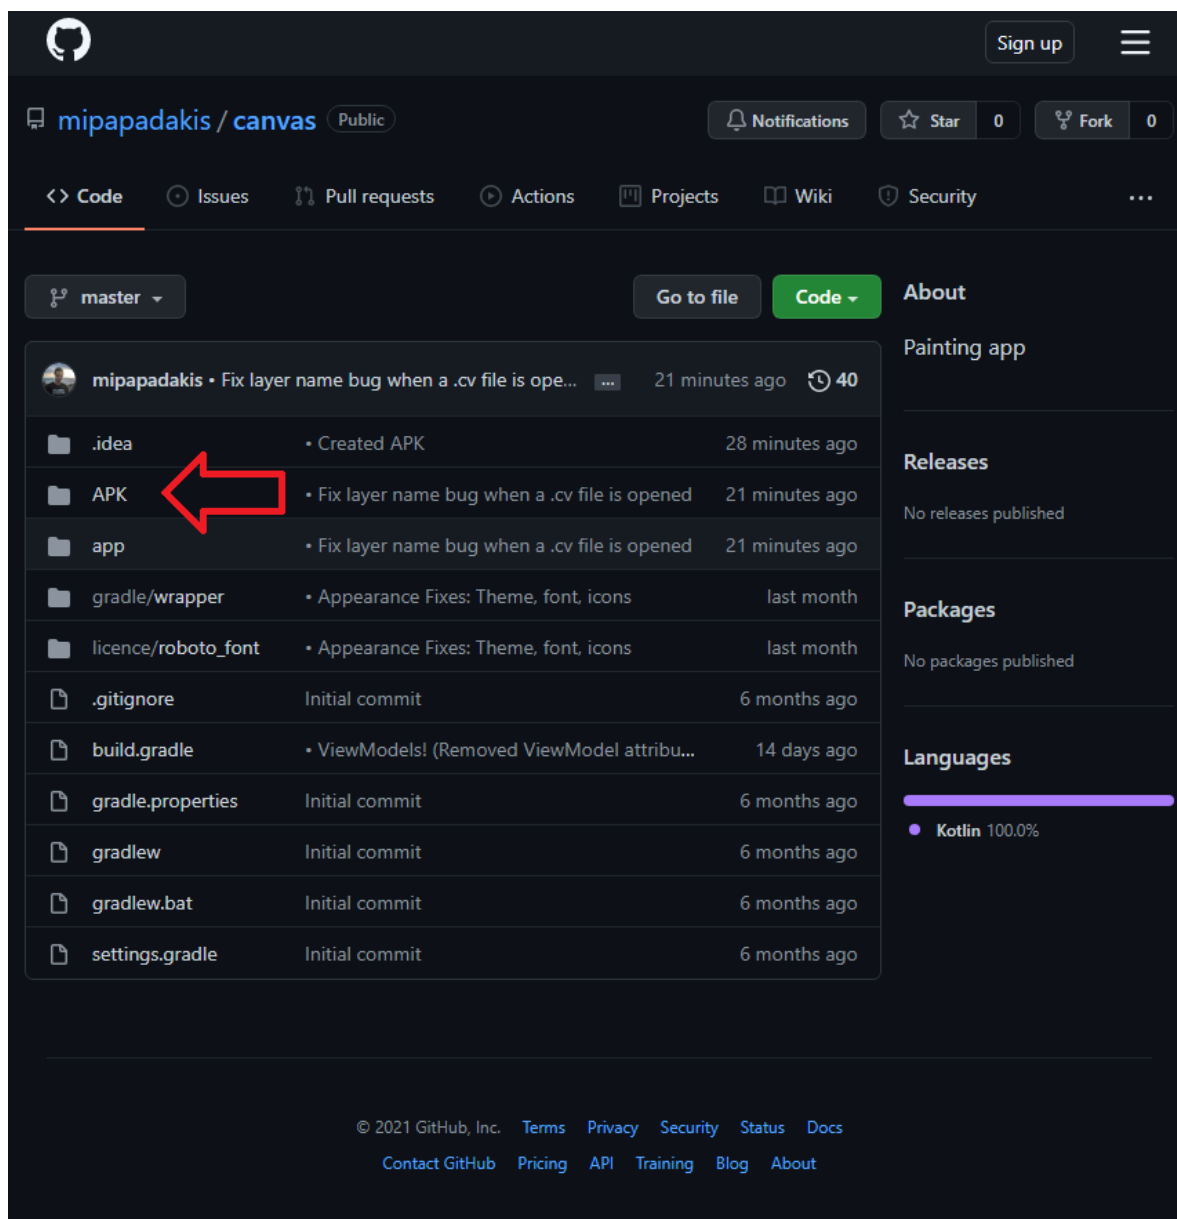 Sign up
mipapadakis / canvas Public
Notifications Star 0 Fork 0
<> Code Issues Pull requests Actions Projects Wiki Security ...
master Go to file Code
mipapadakis • Fix layer name bug when a .cv file is ope... ... 21 minutes ago 40
.idea • Created APK 28 minutes ago
APK • Fix layer name bug when a .cv file is opened 21 minutes ago
app • Fix layer name bug when a .cv file is opened 21 minutes ago
gradle/wrapper • Appearance Fixes: Theme, font, icons last month
licence/roboto_font • Appearance Fixes: Theme, font, icons last month
.gitignore Initial commit 6 months ago
build.gradle • ViewModels! (Removed ViewModel attribu... 14 days ago
gradle.properties Initial commit 6 months ago
gradlew Initial commit 6 months ago
gradlew.bat Initial commit 6 months ago
settings.gradle Initial commit 6 months ago
About
Painting app
Releases
No releases published
Packages
No packages published
Languages
Kotlin 100.0%
© 2021 GitHub, Inc. Terms Privacy Security Status Docs
Contact GitHub Pricing API Training Blog About